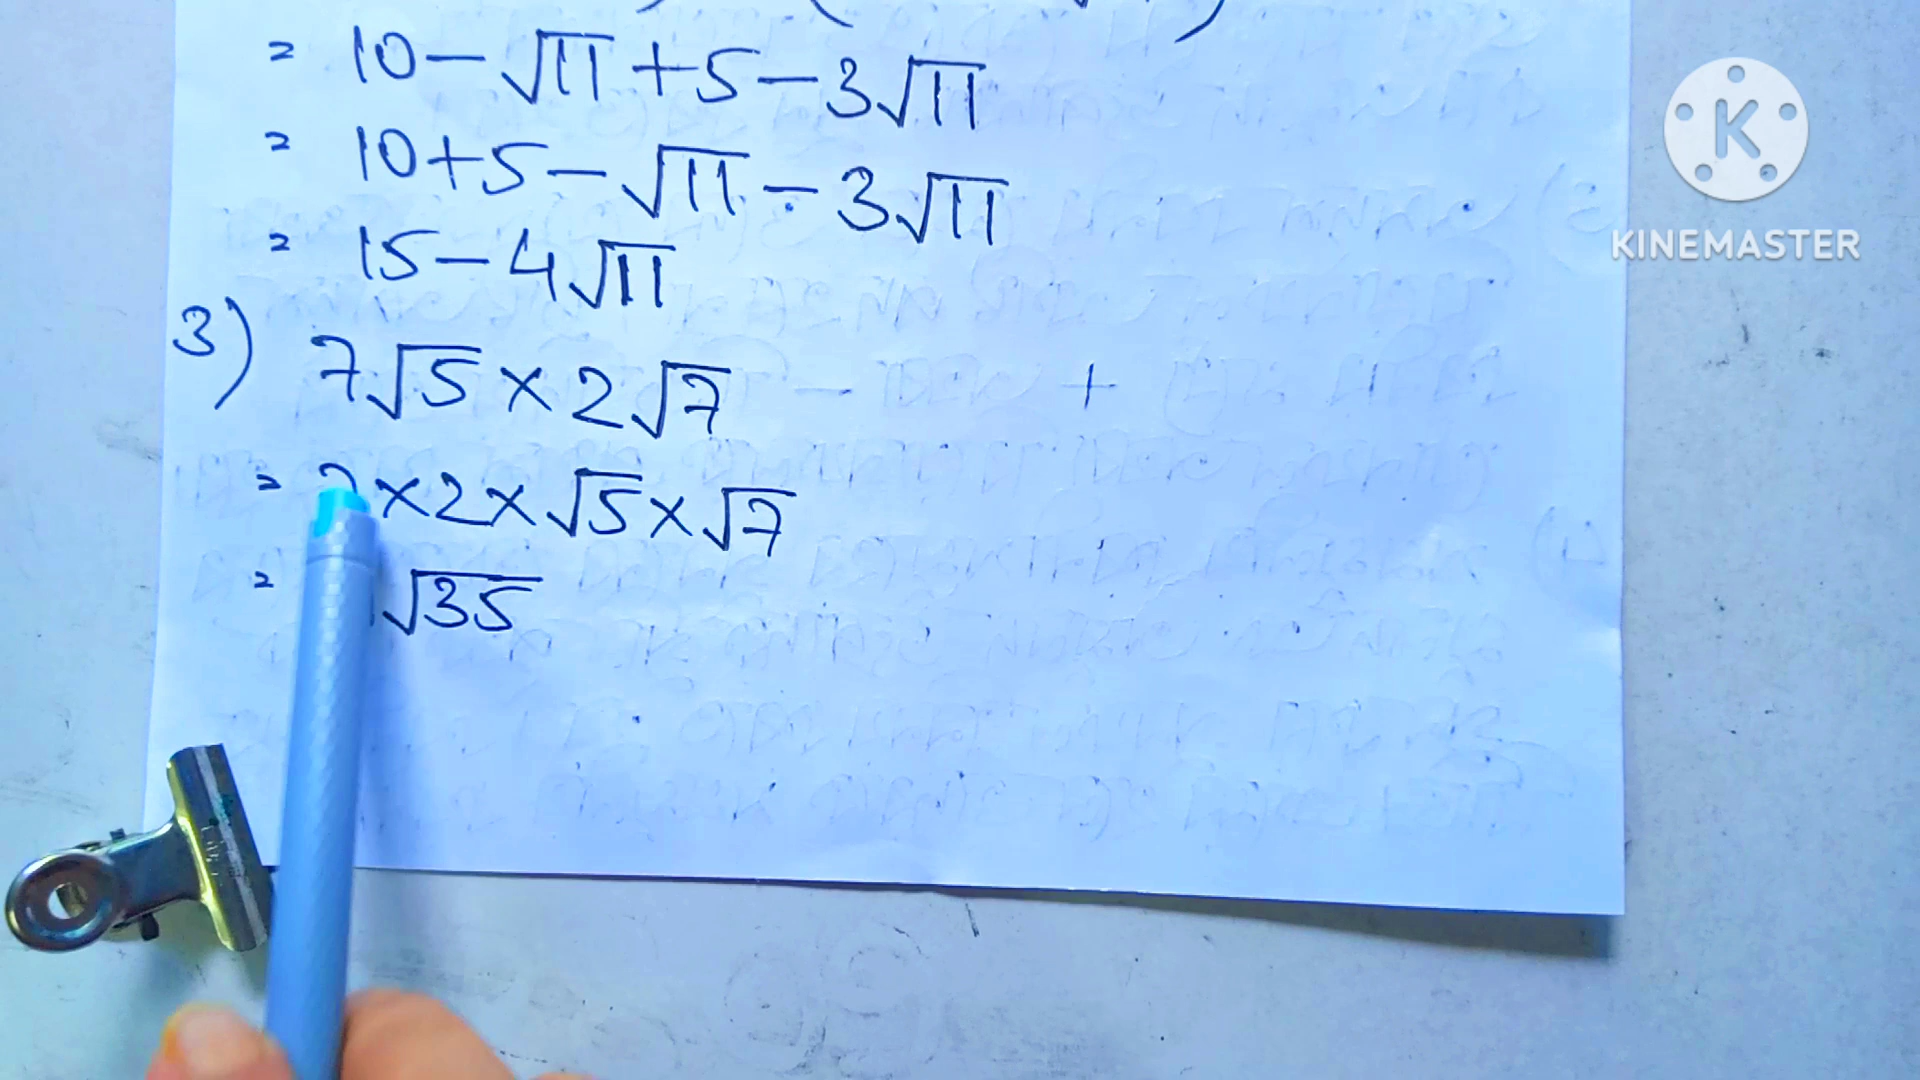 = 10 - √11 + 5 - 3√11
= 10 + 5 - √11 - 3√11
= 15 - 4√11
3) 7√5 × 2√7
= × 2 × √5 × √7
= √35
KINEMASTER